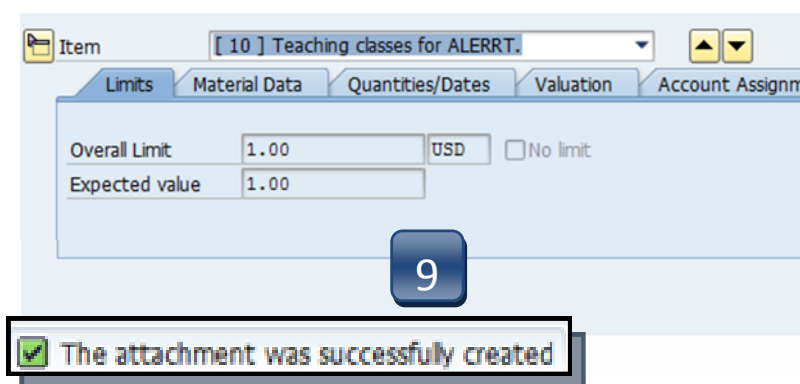 Item [ 10 ] Teaching classes for ALERRT.
Limits Material Data Quantities/Dates Valuation Account Assignm
Overall Limit 1.00 USD No limit
Expected value 1.00
9
The attachment was successfully created